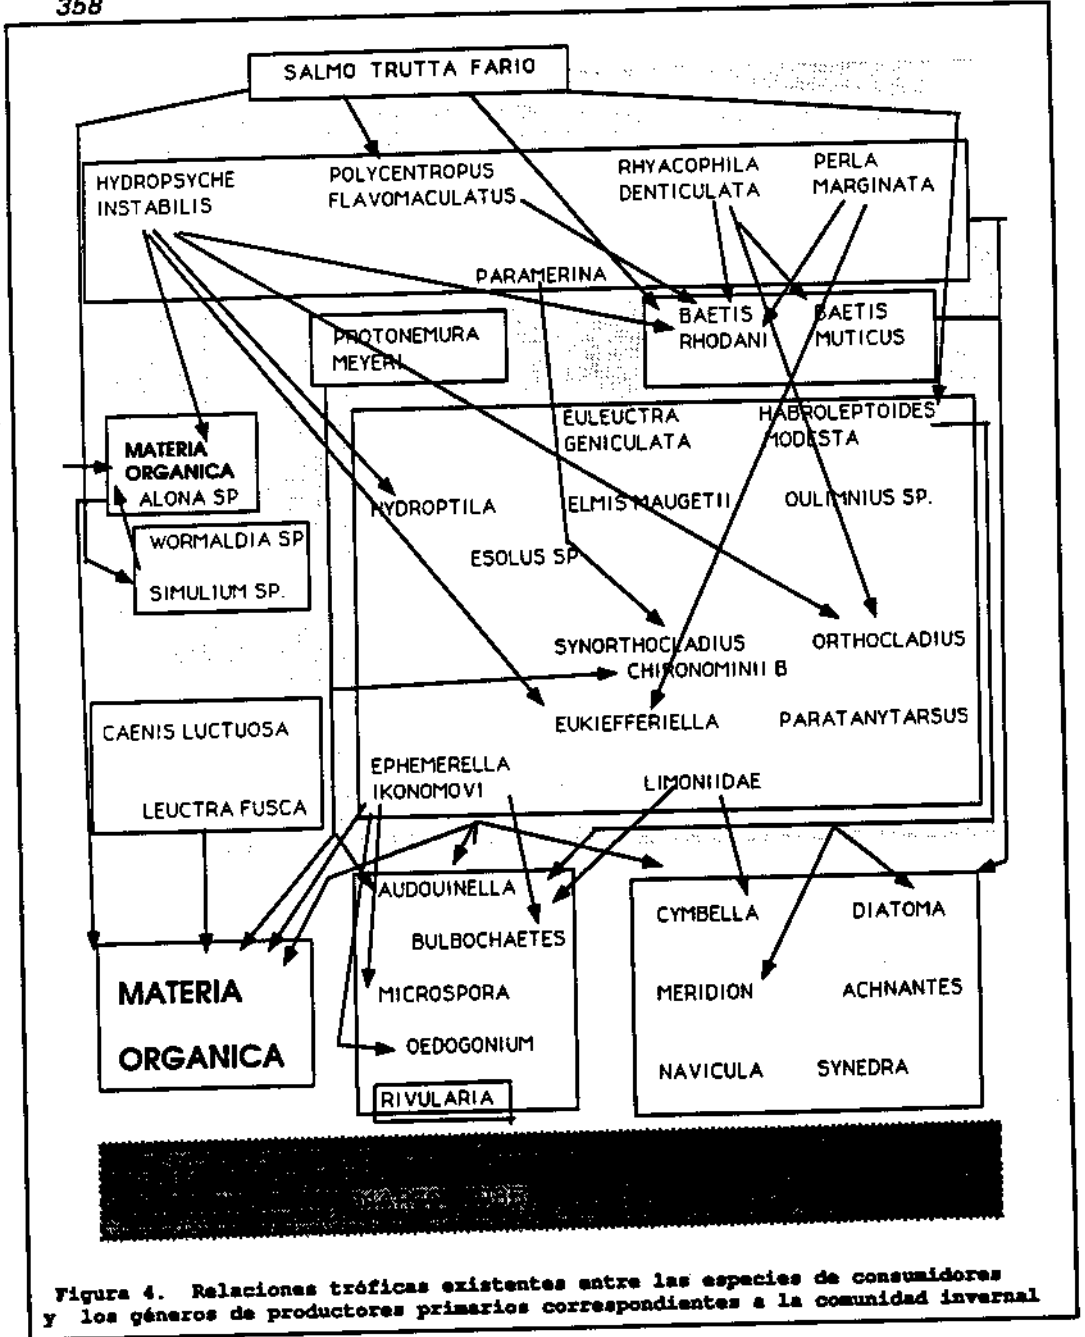 358
SALMO TRUTTA FARIO
HYDROPSYCHE
INSTABILIS
POLYCENTROPUS
FLAVOMACULATUS
RHYACOPHILA
DENTICULATA
PERLA
MARGINATA
PARAMERINA
PROTONEMURA
MEYERI
BAETIS
RHODANI
BAETIS
MUTICUS
EULEUCTRA
GENICULATA
HABROLEPTOIDES
MODESTA
MATERIA
ORGANICA
ALONA SP
HYDROPTILA
ELMIS MAUGETII
OULIMNIUS SP.
WORMALDIA SP
SIMULIUM SP.
ESOLUS SP
SYNORTHOCLADIUS
ORTHOCLADIUS
CHIRONOMINII B
EUKIEFFERIELLA
PARATANYTARSUS
CAENIS LUCTUOSA
LEUCTRA FUSCA
EPHEMERELLA
IKONOMOVI
LIMONIIDAE
AUDOUINELLA
BULBOCHAETES
MICROSPORA
OEDOGONIUM
RIVULARIA
CYMBELLA
DIATOMA
MERIDION
ACHNANTES
NAVICULA
SYNEDRA
MATERIA
ORGANICA
Figura 4. Relaciones tróficas existentes entre las especies de consumidores
y los géneros de productores primarios correspondientes a la comunidad invernal